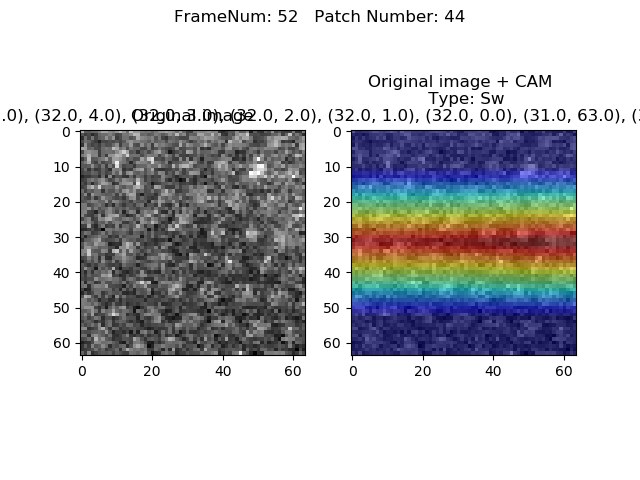 FrameNum: 52   Patch Number: 44
Original image + CAM
Type: Sw
.0), (32.0, 4.0), (32.0, 3.0), (32.0, 2.0), (32.0, 1.0), (32.0, 0.0), (31.0, 63.0), (3
Original image
0
10
20
30
40
50
60
0 20 40 60
0
10
20
30
40
50
60
0 20 40 60